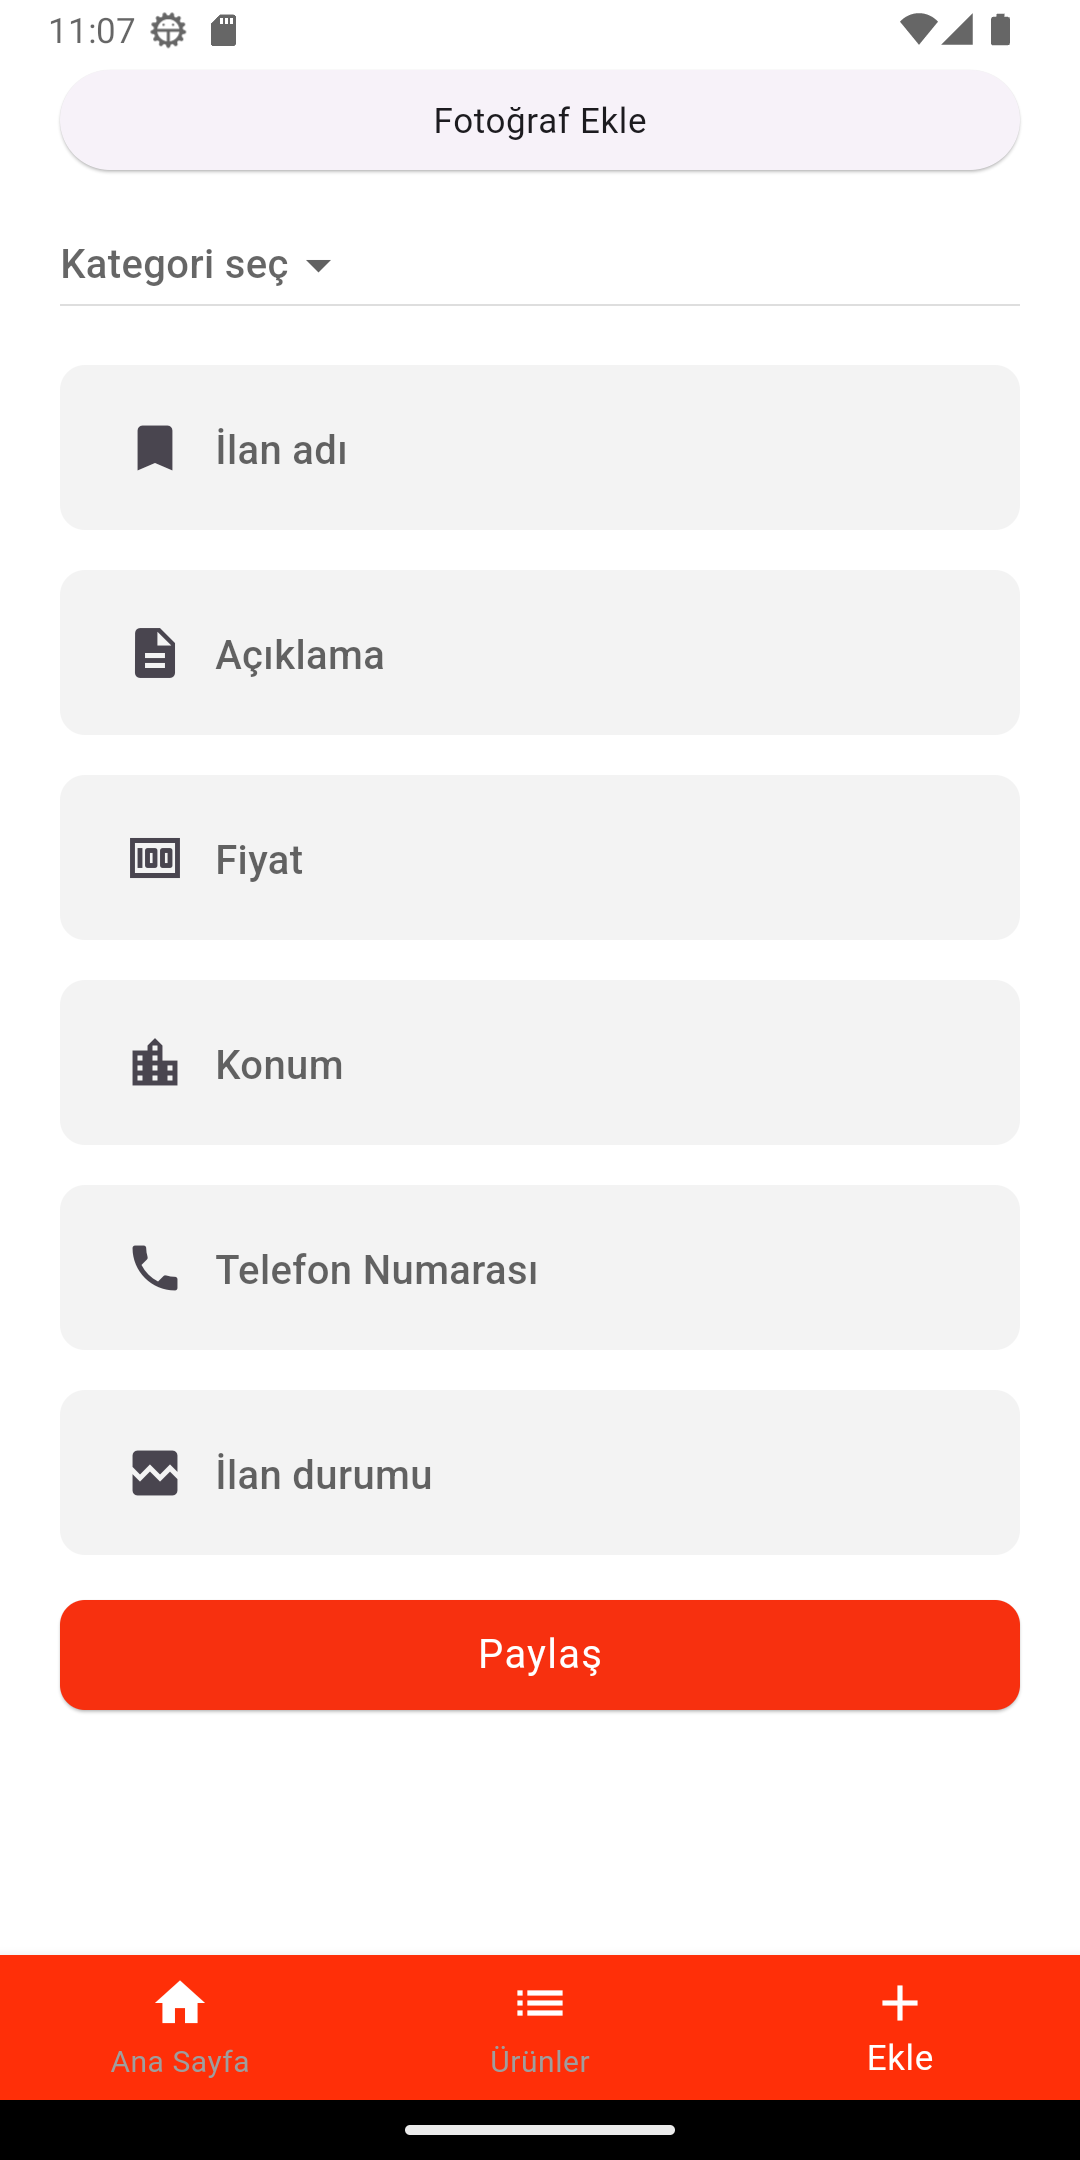 11:07
Fotoğraf Ekle
Kategori seç
İlan adı
Açıklama
Fiyat
Konum
Telefon Numarası
İlan durumu
Paylaş
Ana Sayfa
Ürünler
Ekle